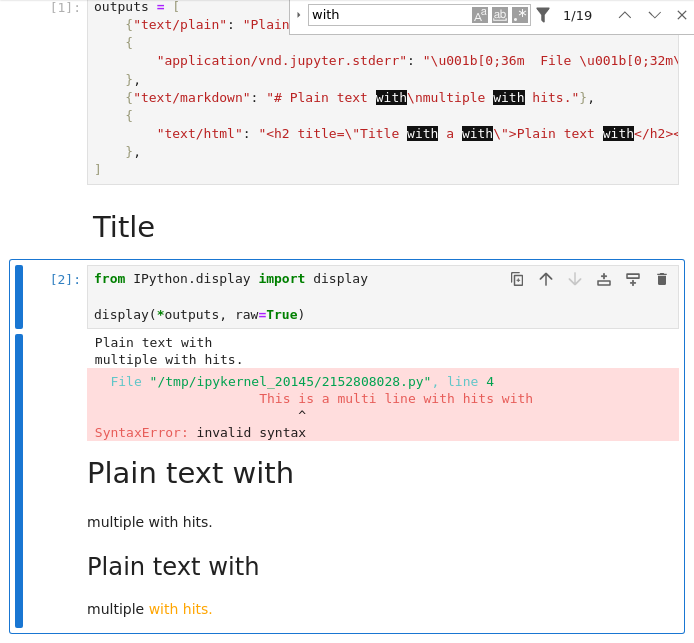 with
Aa
ab
.*
1/19
[1]:
outputs = [
{"text/plain": "Plain
{
"application/vnd.jupyter.stderr": "\u001b[0;36m  File \u001b[0;32m\
},
{"text/markdown": "# Plain text with\nmultiple with hits."},
{
"text/html": "<h2 title=\"Title with a with\">Plain text with</h2><
},
]
Title
[2]:
from IPython.display import display
display(*outputs, raw=True)
Plain text with
multiple with hits.
File "/tmp/ipykernel_20145/2152808028.py", line 4
This is a multi line with hits with
^
SyntaxError: invalid syntax
Plain text with
multiple with hits.
Plain text with
multiple with hits.